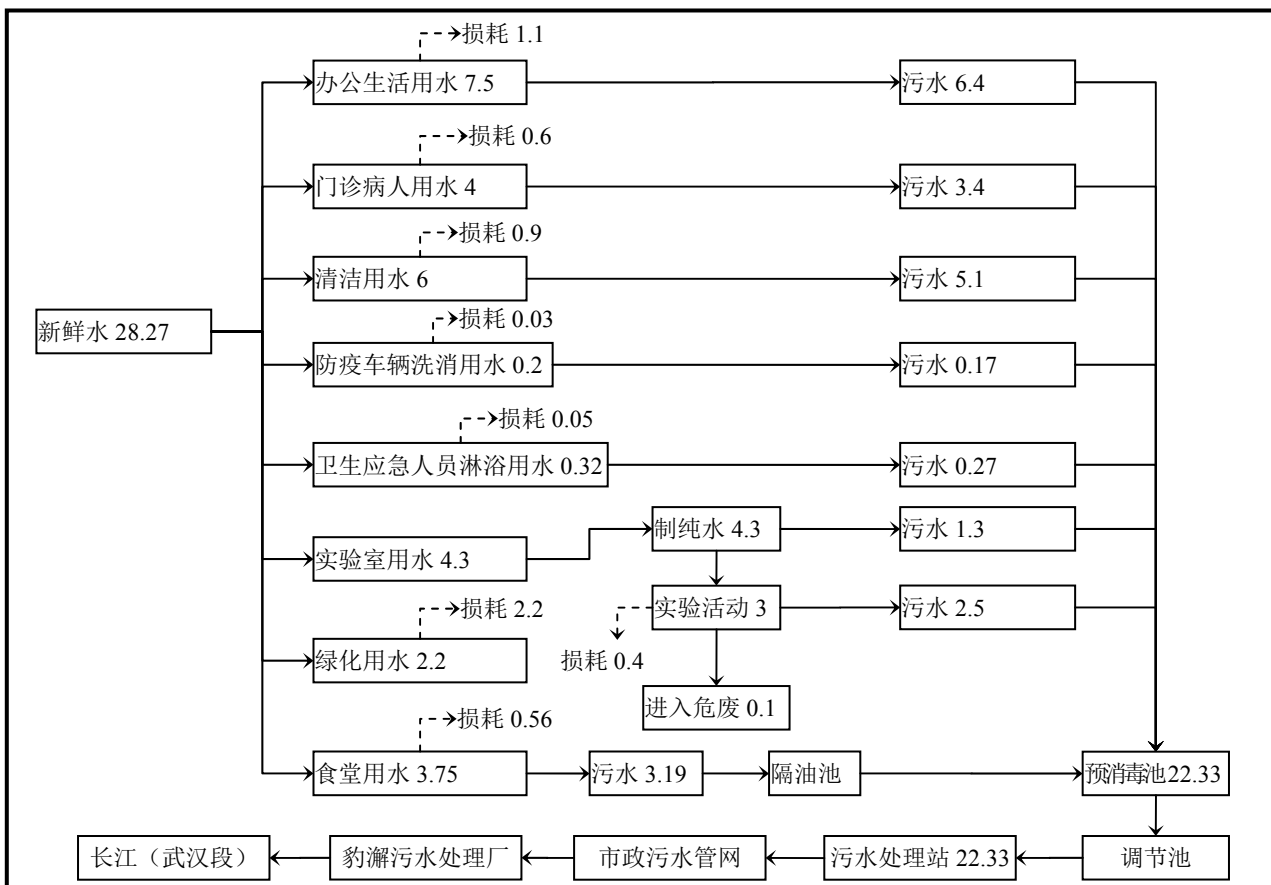 损耗 1.1
办公生活用水 7.5
污水 6.4
损耗 0.6
门诊病人用水 4
污水 3.4
损耗 0.9
清洁用水 6
污水 5.1
新鲜水 28.27
损耗 0.03
防疫车辆洗消用水 0.2
污水 0.17
损耗 0.05
卫生应急人员淋浴用水 0.32
污水 0.27
实验室用水 4.3
制纯水 4.3
污水 1.3
实验活动 3
污水 2.5
损耗 0.4
进入危废 0.1
损耗 2.2
绿化用水 2.2
损耗 0.56
食堂用水 3.75
污水 3.19
隔油池
预消毒池 22.33
长江（武汉段）
豹澥污水处理厂
市政污水管网
污水处理站 22.33
调节池